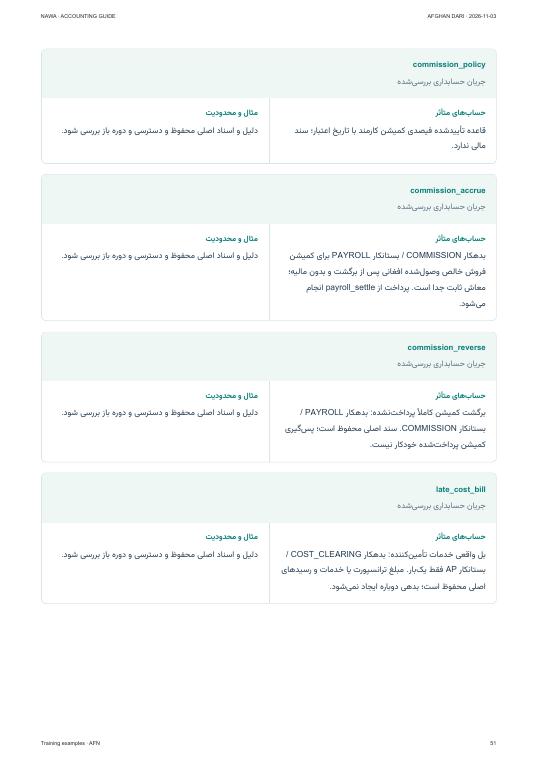 NAWA · ACCOUNTING GUIDE
AFGHAN DARI · 2026-11-03
commission_policy
جریان حسابداری بررسی‌شده
حساب‌های متأثر
قاعده تأییدشده فیصدی کمیشن کارمند با تاریخ اعتبار؛ سند
مالی ندارد.
مثال و محدودیت
دلیل و اسناد اصلی محفوظ و دسترسی و دوره باز بررسی شود.
commission_accrue
جریان حسابداری بررسی‌شده
حساب‌های متأثر
بدهکار COMMISSION / بستانکار PAYROLL برای کمیشن
فروش خالص وصول‌شده افغانی پس از برگشت و بدون مالیه؛
معاش ثابت جدا است. پرداخت از payroll_settle انجام
می‌شود.
مثال و محدودیت
دلیل و اسناد اصلی محفوظ و دسترسی و دوره باز بررسی شود.
commission_reverse
جریان حسابداری بررسی‌شده
حساب‌های متأثر
برگشت کمیشن کاملاً پرداخت‌نشده: بدهکار PAYROLL /
بستانکار COMMISSION. سند اصلی محفوظ است؛ پس‌گیری
کمیشن پرداخت‌شده خودکار نیست.
مثال و محدودیت
دلیل و اسناد اصلی محفوظ و دسترسی و دوره باز بررسی شود.
late_cost_bill
جریان حسابداری بررسی‌شده
حساب‌های متأثر
بل واقعی خدمات تأمین‌کننده: بدهکار COST_CLEARING /
بستانکار AP فقط یک‌بار. مبلغ ترانسپورت یا خدمات و رسیدهای
اصلی محفوظ است؛ بدهی دوباره ایجاد نمی‌شود.
مثال و محدودیت
دلیل و اسناد اصلی محفوظ و دسترسی و دوره باز بررسی شود.
Training examples · AFN
51